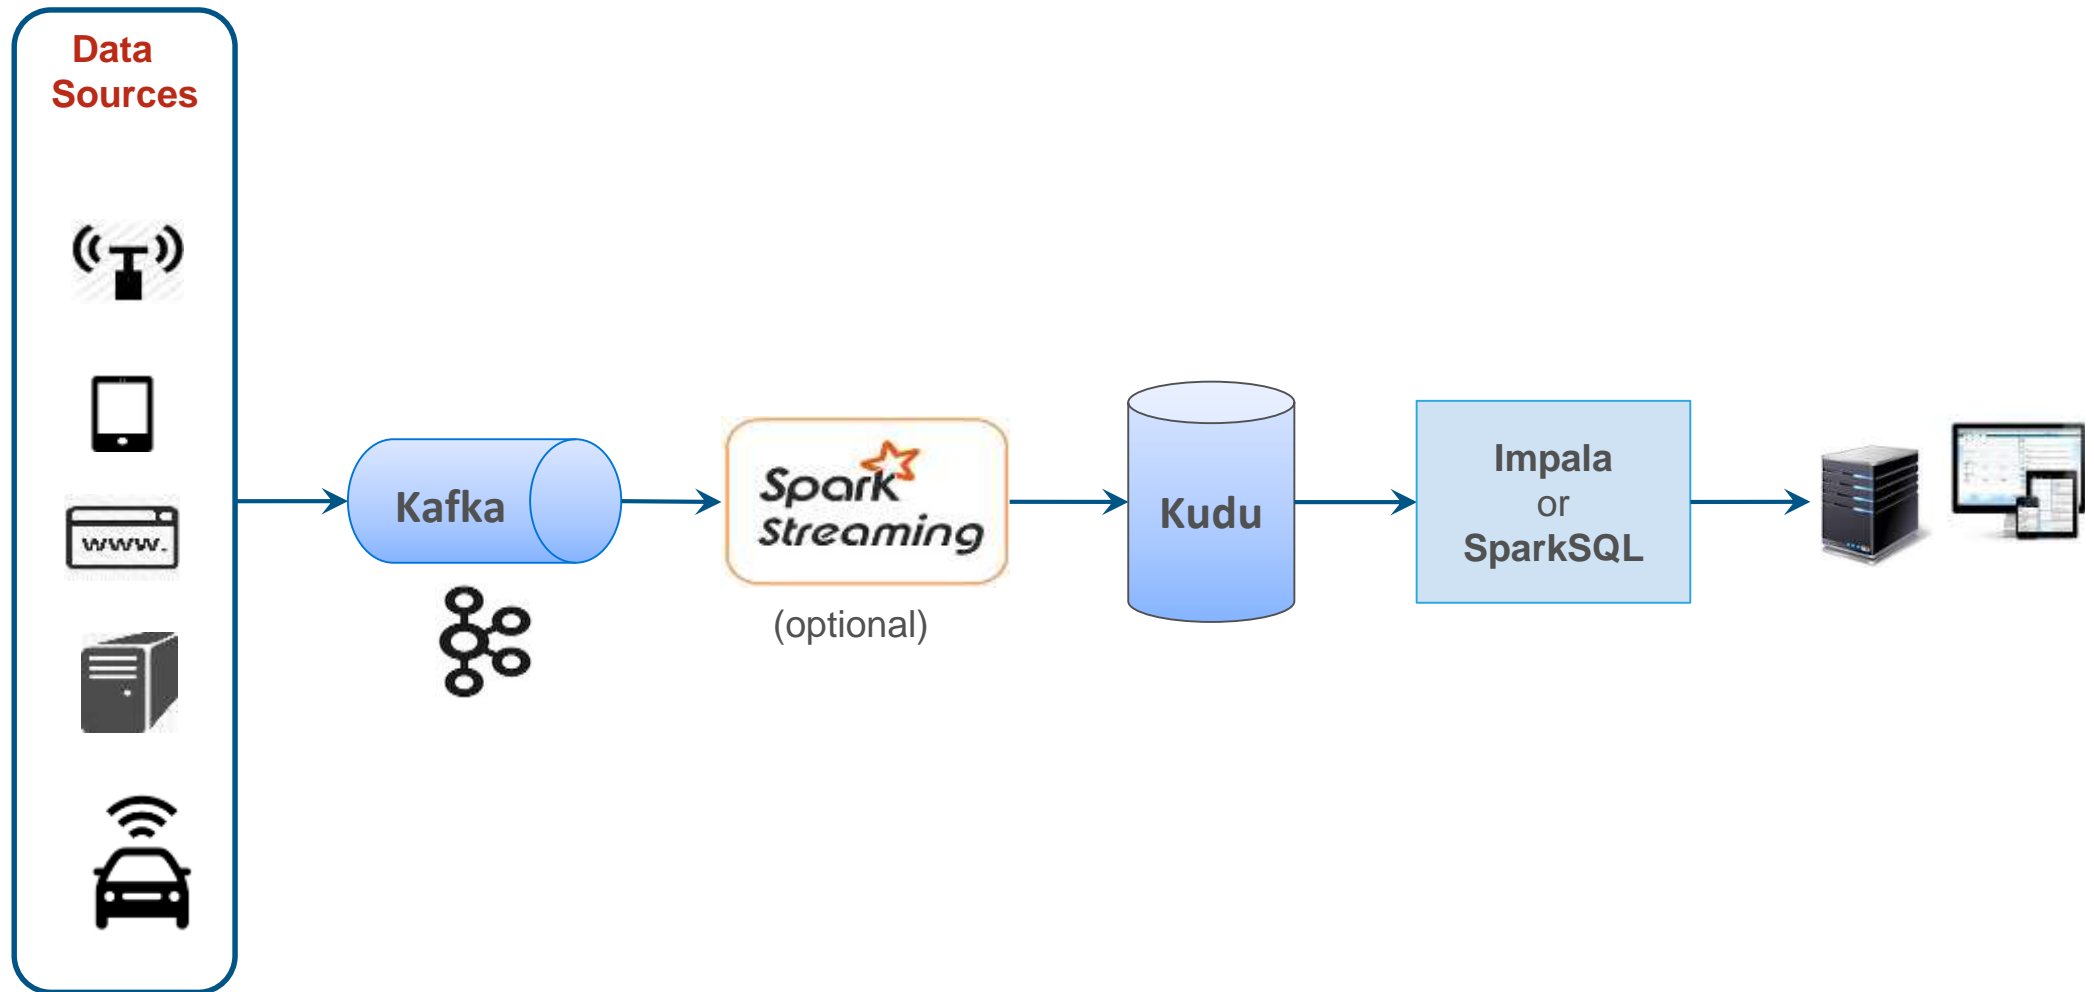 Data
Sources
www.
Kafka
Spark
Streaming
(optional)
Kudu
Impala
or
SparkSQL